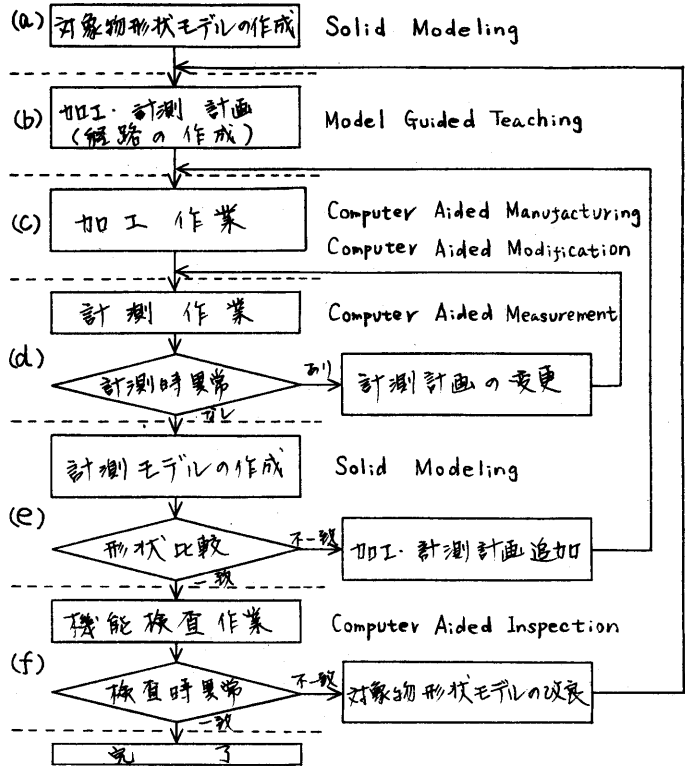 (a) 対象物形状モデルの作成 Solid Modeling
(b) 加工・計測 計画
(経路の作成)
Model Guided Teaching
(c) 加工作業
Computer Aided Manufacturing
Computer Aided Modification
計測作業 Computer Aided Measurement
(d) 計測時異常 あり 計測計画の変更
なし
計測モデルの作成 Solid Modeling
(e) 形状比較 不一致 加工・計測計画追加
一致
機能検査作業 Computer Aided Inspection
(f) 検査時異常 不一致 対象物形状モデルの改良
一致
完了